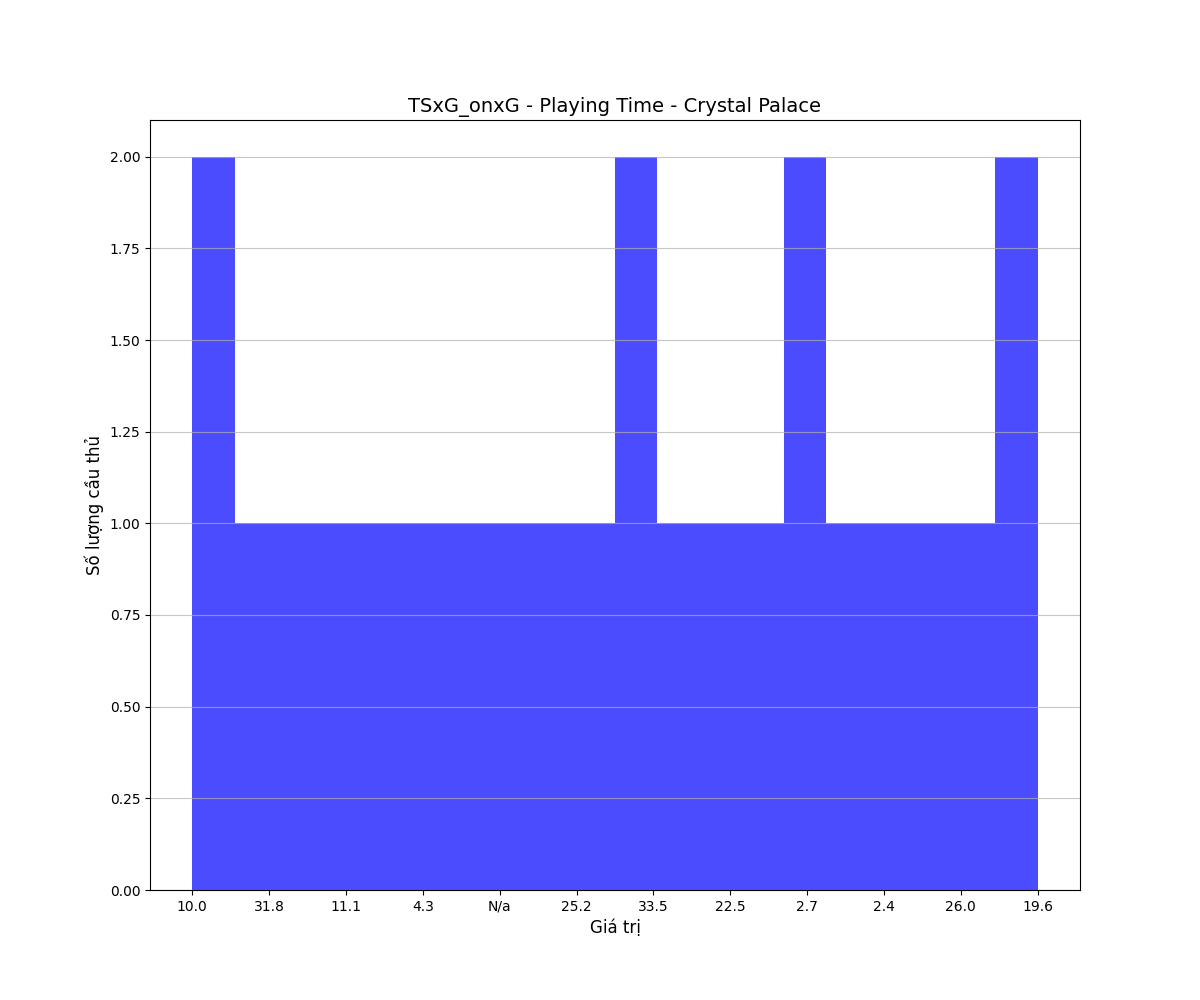 TSxG_onxG - Playing Time - Crystal Palace
Số lượng cầu thủ
2.00
1.75
1.50
1.25
1.00
0.75
0.50
0.25
0.00
10.0 31.8 11.1 4.3 N/a 25.2 33.5 22.5 2.7 2.4 26.0 19.6
Giá trị